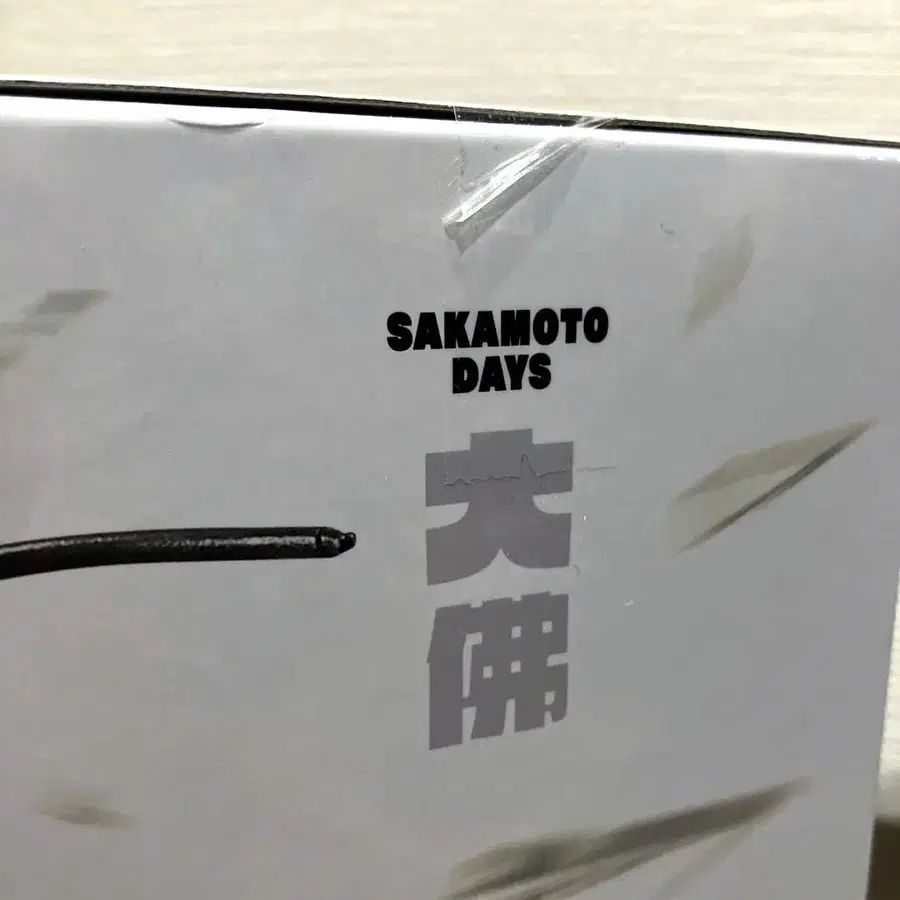 SAKAMOTO
DAYS
大
佛